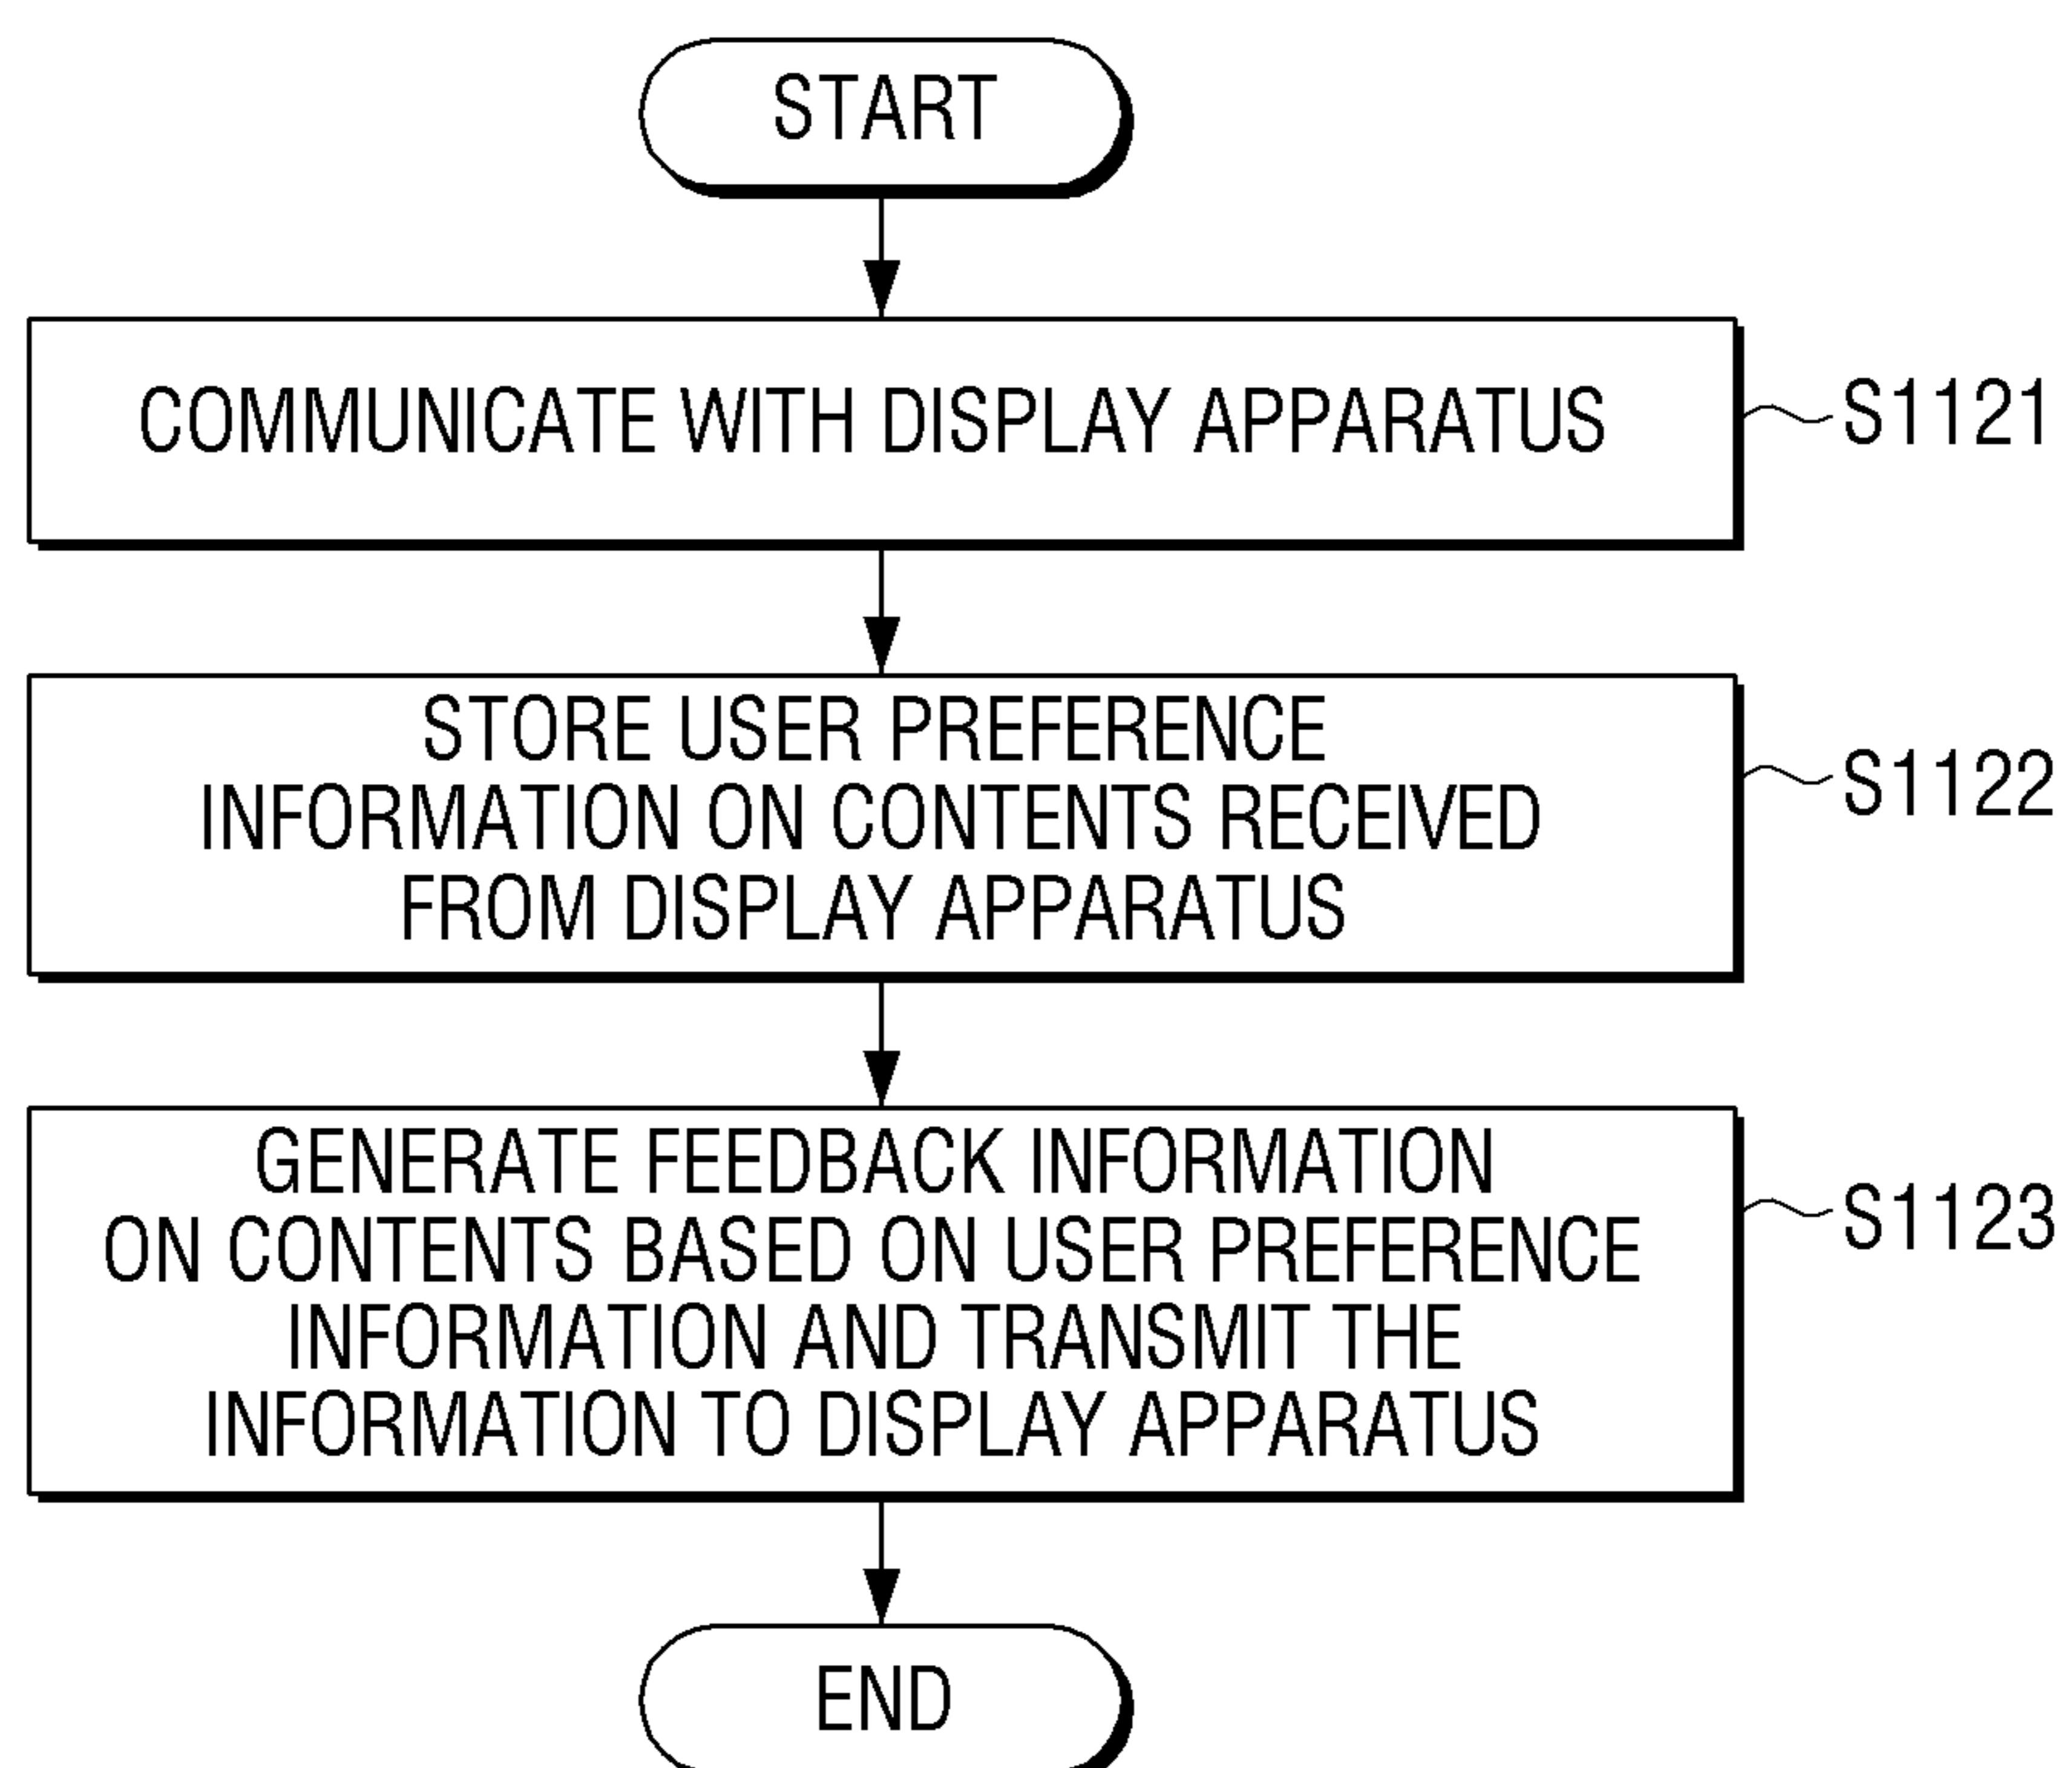 START
COMMUNICATE WITH DISPLAY APPARATUS
S1121
STORE USER PREFERENCE
INFORMATION ON CONTENTS RECEIVED
FROM DISPLAY APPARATUS
S1122
GENERATE FEEDBACK INFORMATION
ON CONTENTS BASED ON USER PREFERENCE
INFORMATION AND TRANSMIT THE
INFORMATION TO DISPLAY APPARATUS
S1123
END